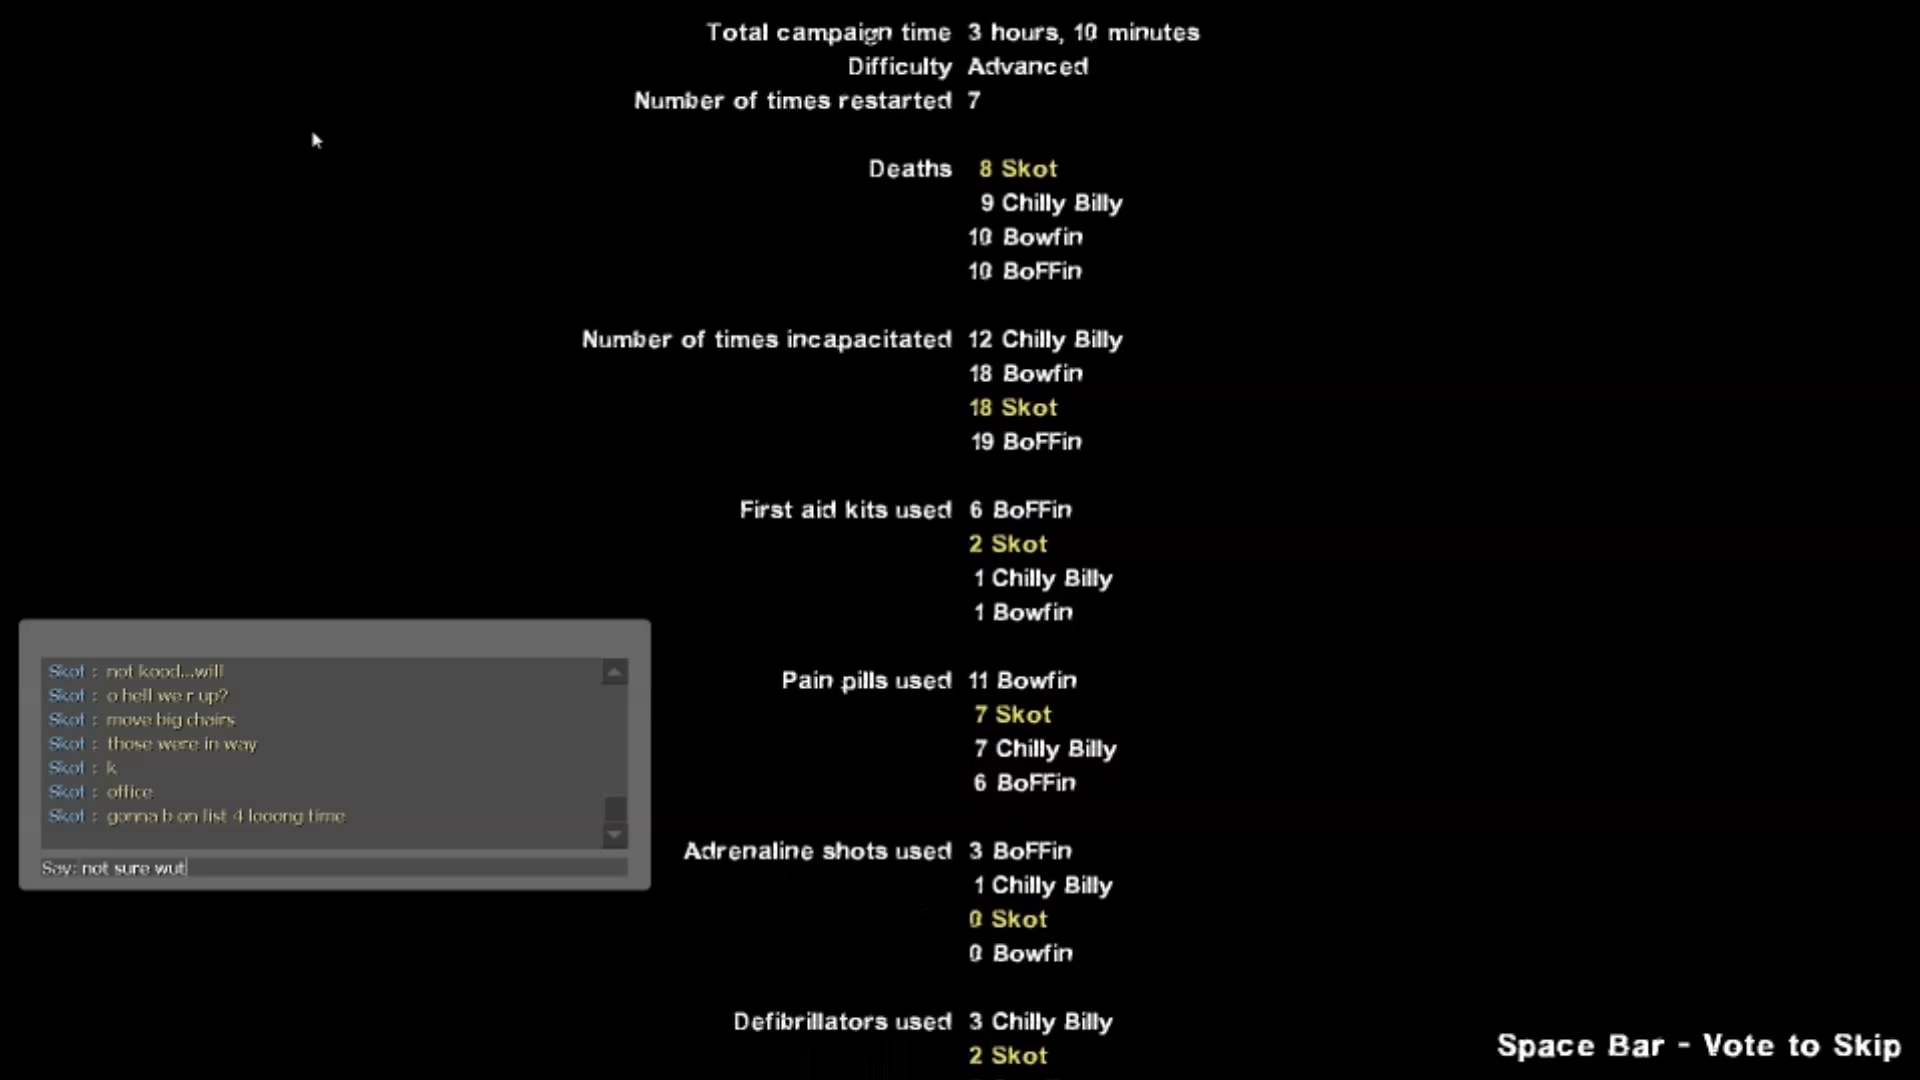 Total campaign time 3 hours, 10 minutes
Difficulty Advanced
Number of times restarted 7
Deaths 8 Skot
9 Chilly Billy
10 Bowfin
10 BoFFin
Number of times incapacitated 12 Chilly Billy
18 Bowfin
18 Skot
19 BoFFin
First aid kits used 6 BoFFin
2 Skot
1 Chilly Billy
1 Bowfin
Pain pills used 11 Bowfin
7 Skot
7 Chilly Billy
6 BoFFin
Adrenaline shots used 3 BoFFin
1 Chilly Billy
0 Skot
0 Bowfin
Defibrillators used 3 Chilly Billy
2 Skot
Skot : not kood...will
Skot : o hell we r up?
Skot : move big chairs
Skot : those were in way
Skot : k
Skot : office
Skot : gonna b on list 4 looong time
Say: not sure wut
Space Bar - Vote to Skip